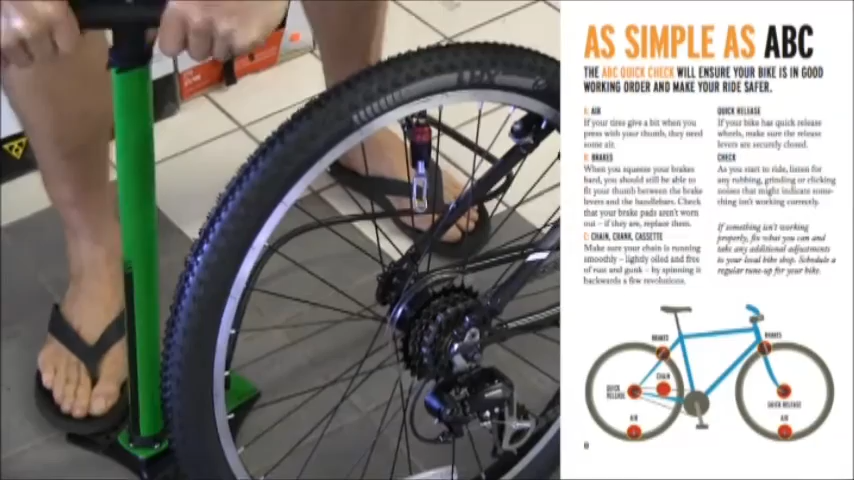 AS SIMPLE AS ABC
THE ABC QUICK CHECK WILL ENSURE YOUR BIKE IS IN GOOD
WORKING ORDER AND MAKE YOUR RIDE SAFER.
A: AIR
If your tires give a bit when you
press with your thumb, they need
some air.
B: BRAKES
When you squeeze your brakes
hard, you should still be able to
fit your thumb between the brake
levers and the handlebars. Check
that your brake pads aren't worn
out – if they are, replace them.
C: CHAIN, CRANK, CASSETTE
Make sure your chain is running
smoothly – lightly oiled and free
of rust and gunk – by spinning it
backwards a few revolutions.
QUICK RELEASE
If your bike has quick release
wheels, make sure the release
levers are securely closed.
CHECK
As you start to ride, listen for
any rubbing, grinding or clicking
noises that might indicate some-
thing isn't working correctly.
If something isn't working
properly, fix what you can and
take any additional adjustments
to your local bike shop. Schedule a
regular tune-up for your bike.
BRAKES
BRAKES
CHAIN
QUICK
RELEASE
QUICK RELEASE
AIR
AIR